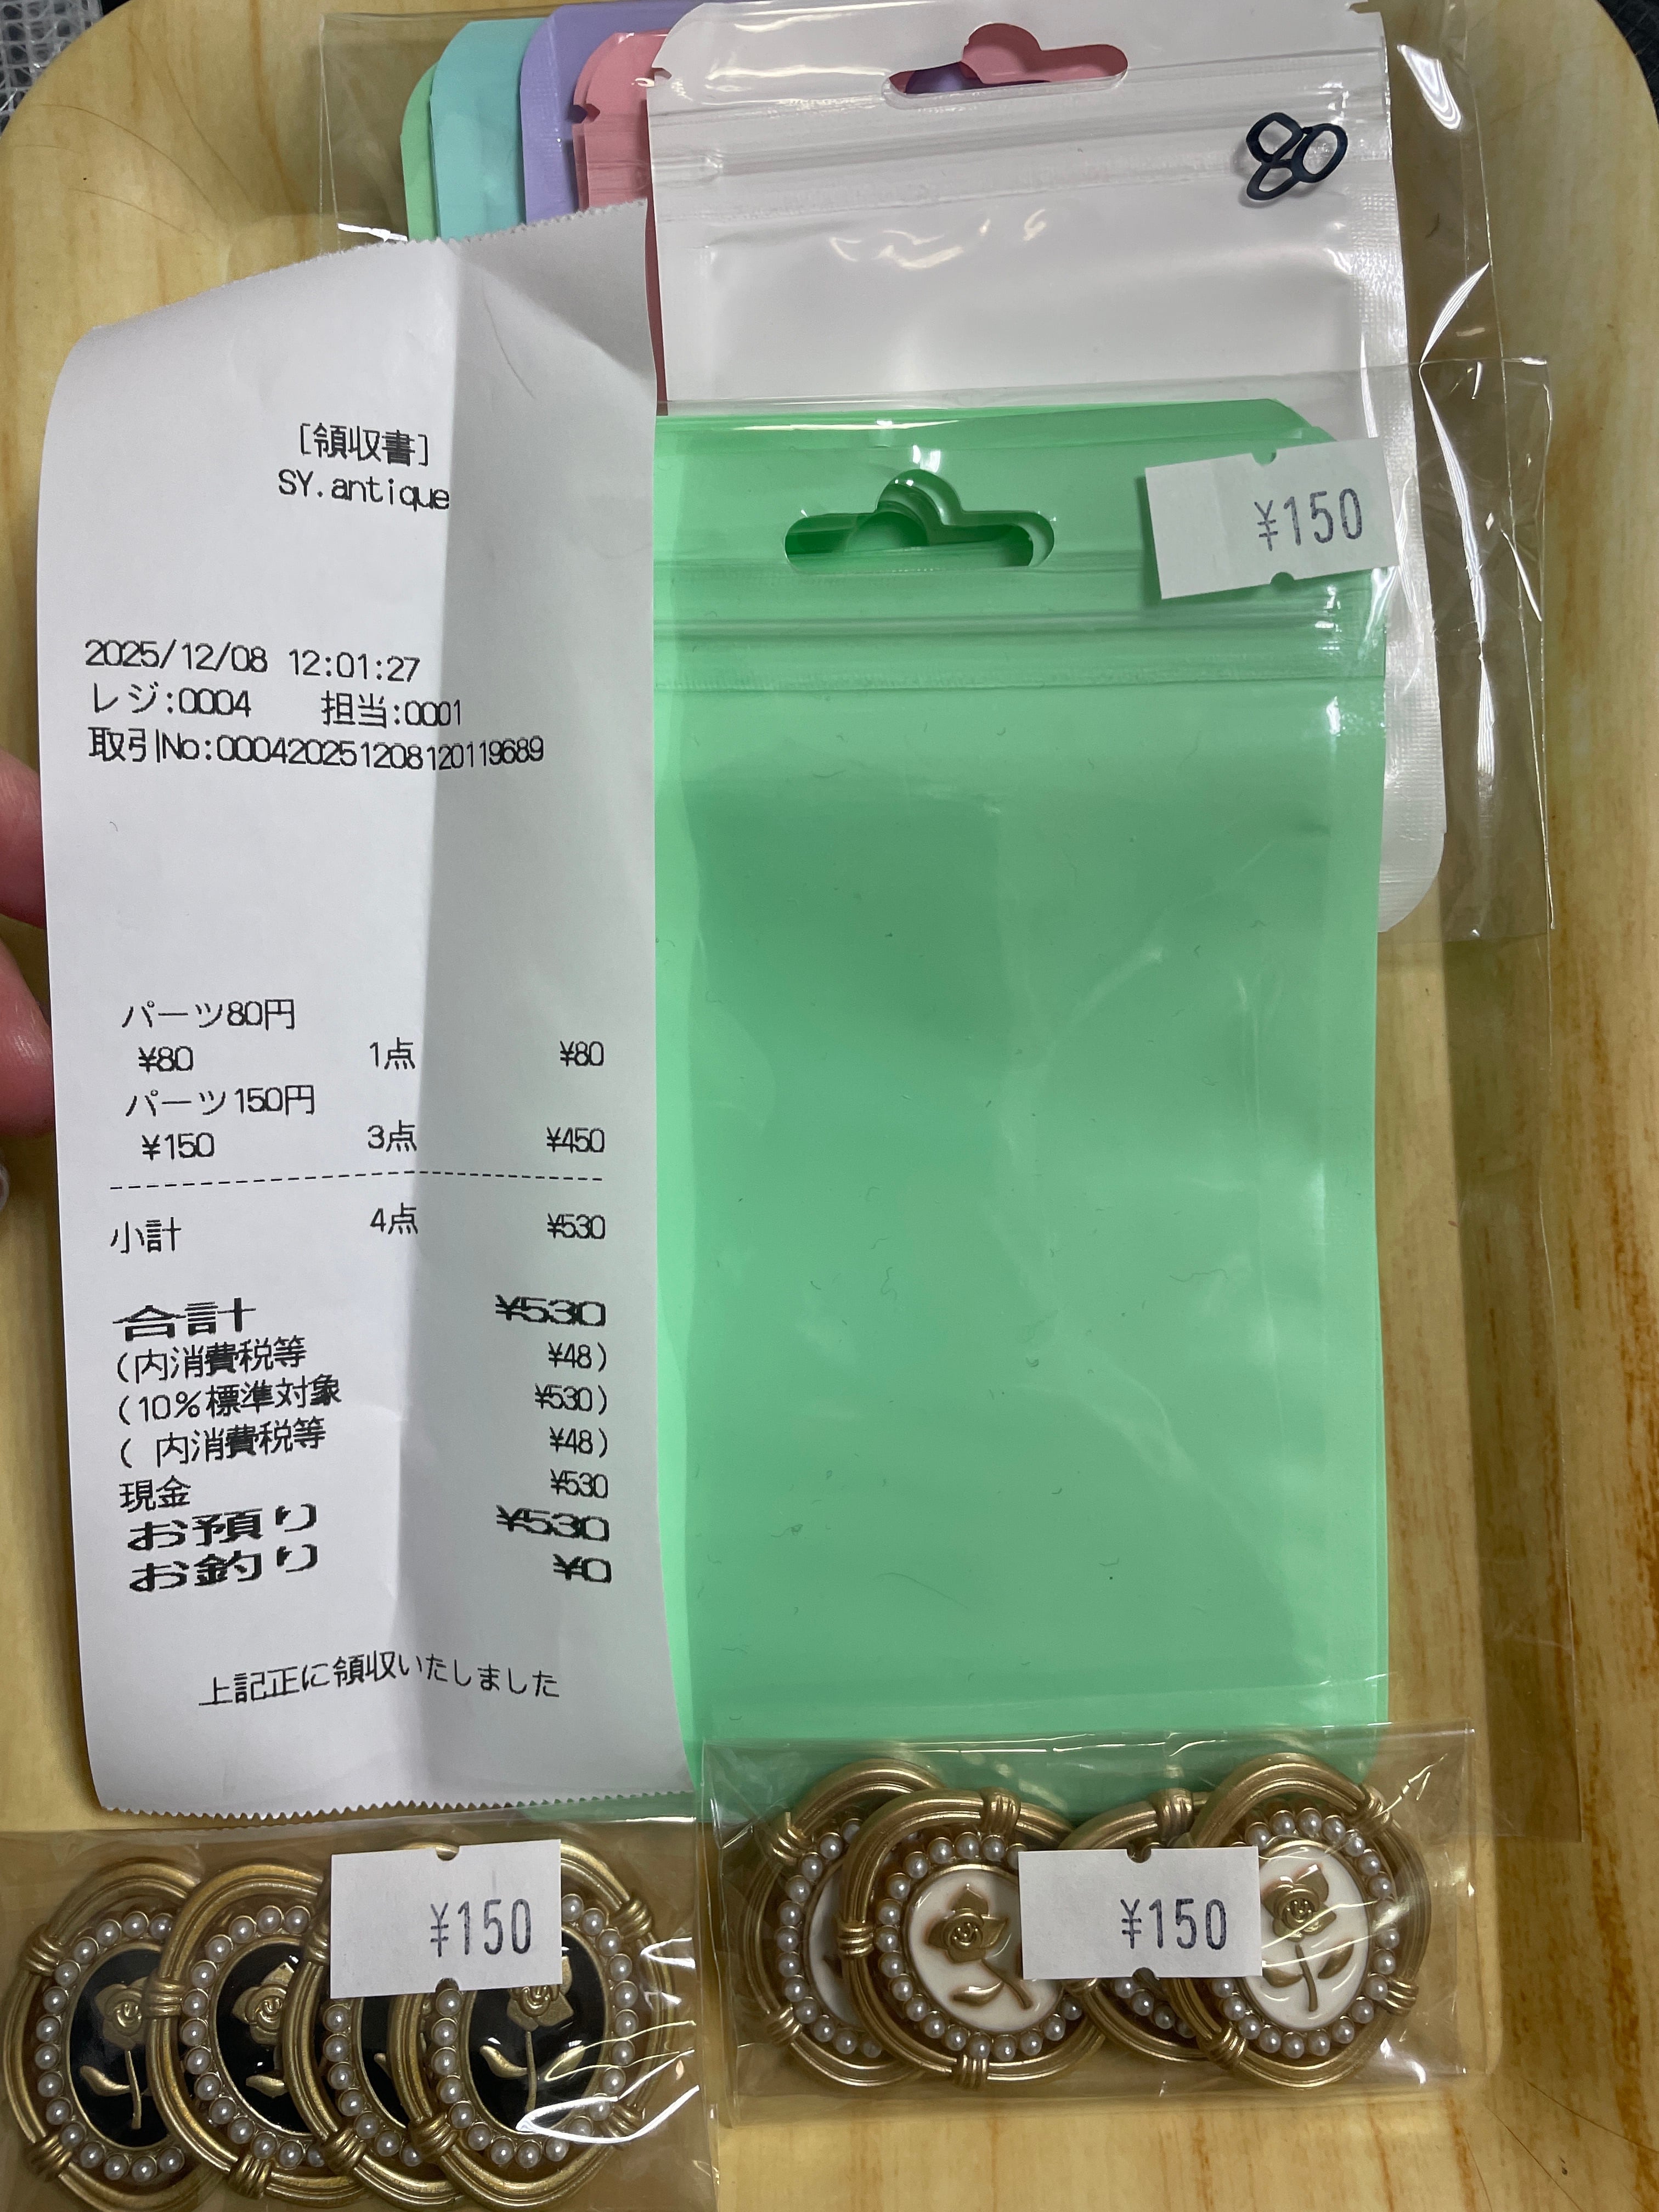 80
[領収書]
SY.antique
¥150
2025/12/08 12:01:27
レジ:0004 担当:0001
取引No:00042025120812011​9689
パーツ80円
¥80 1点 ¥80
パーツ150円
¥150 3点 ¥450
小計 4点 ¥530
合計 ¥530
(内消費税等 ¥48)
(10%標準対象 ¥530)
( 内消費税等 ¥48)
現金 ¥530
お預り ¥530
お釣り ¥0
上記正に領収いたしました
¥150
¥150